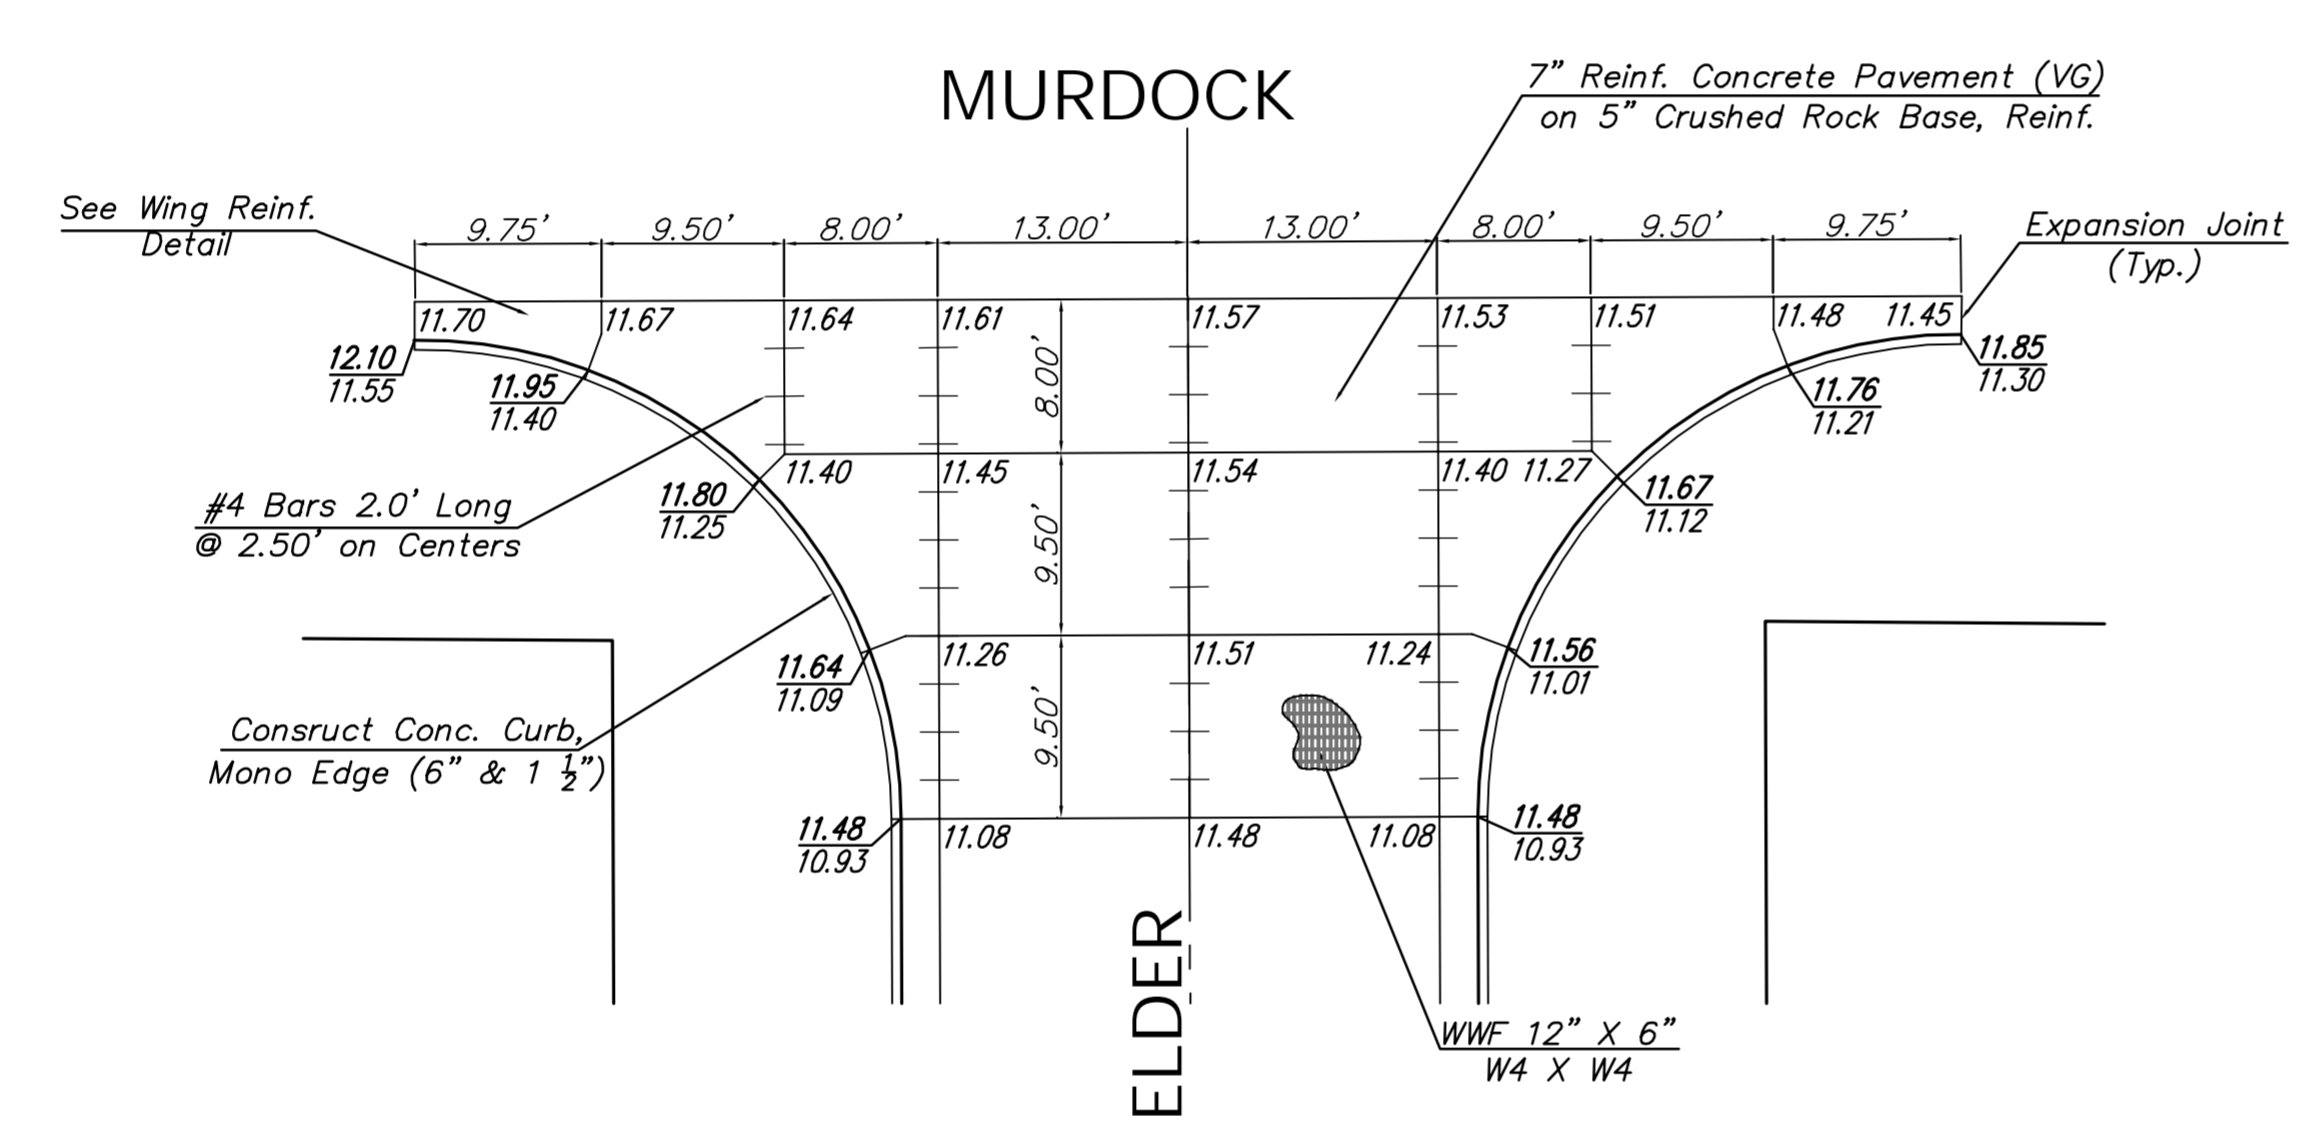 MURDOCK
7” Reinf. Concrete Pavement (VG)
on 5” Crushed Rock Base, Reinf.
See Wing Reinf.
Detail
9.75’ 9.50’ 8.00’ 13.00’ 13.00’ 8.00’ 9.50’ 9.75’
Expansion Joint
(Typ.)
11.70 11.67 11.64 11.61 11.57 11.53 11.51 11.48 11.45
12.10
11.55
11.95
11.40
8.00’
11.76
11.21
11.85
11.30
11.40 11.45 11.54 11.40 11.27
#4 Bars 2.0’ Long
@ 2.50’ on Centers
11.80
11.25
9.50’
11.67
11.12
11.26 11.51 11.24
11.64
11.09
11.56
11.01
Consruct Conc. Curb,
Mono Edge (6” & 1 ½”)
9.50’
11.48
10.93
11.08 11.48 11.08
11.48
10.93
ELDER
WWF 12” X 6”
W4 X W4